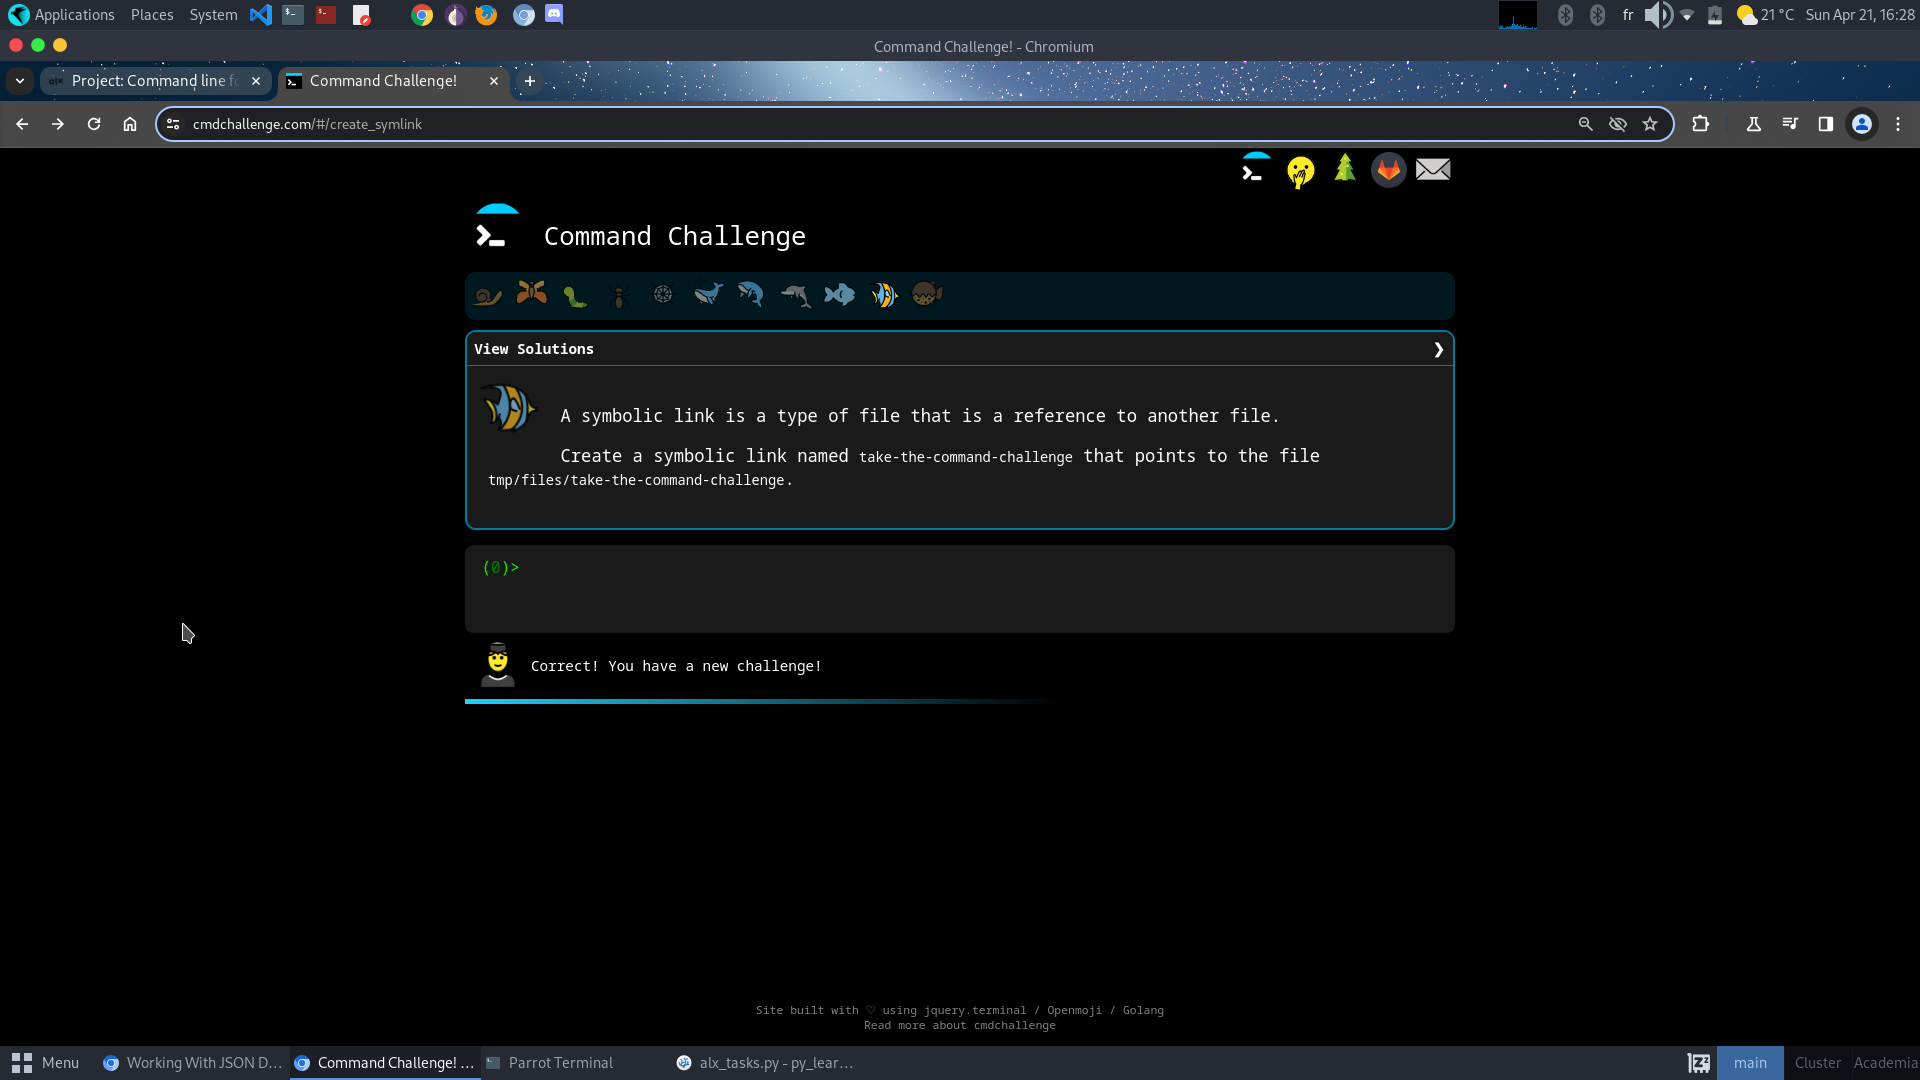 Applications Places System fr 21 °C Sun Apr 21, 16:28
Command Challenge! - Chromium
Project: Command line fo Command Challenge!
cmdchallenge.com/#/create_symlink
Command Challenge
View Solutions
A symbolic link is a type of file that is a reference to another file.
Create a symbolic link named take-the-command-challenge that points to the file
tmp/files/take-the-command-challenge.
(0)>
Correct! You have a new challenge!
Site built with ♡ using jquery.terminal / Openmoji / Golang
Read more about cmdchallenge
Menu Working With JSON D... Command Challenge! ... Parrot Terminal alx_tasks.py - py_lear... main Cluster Academia